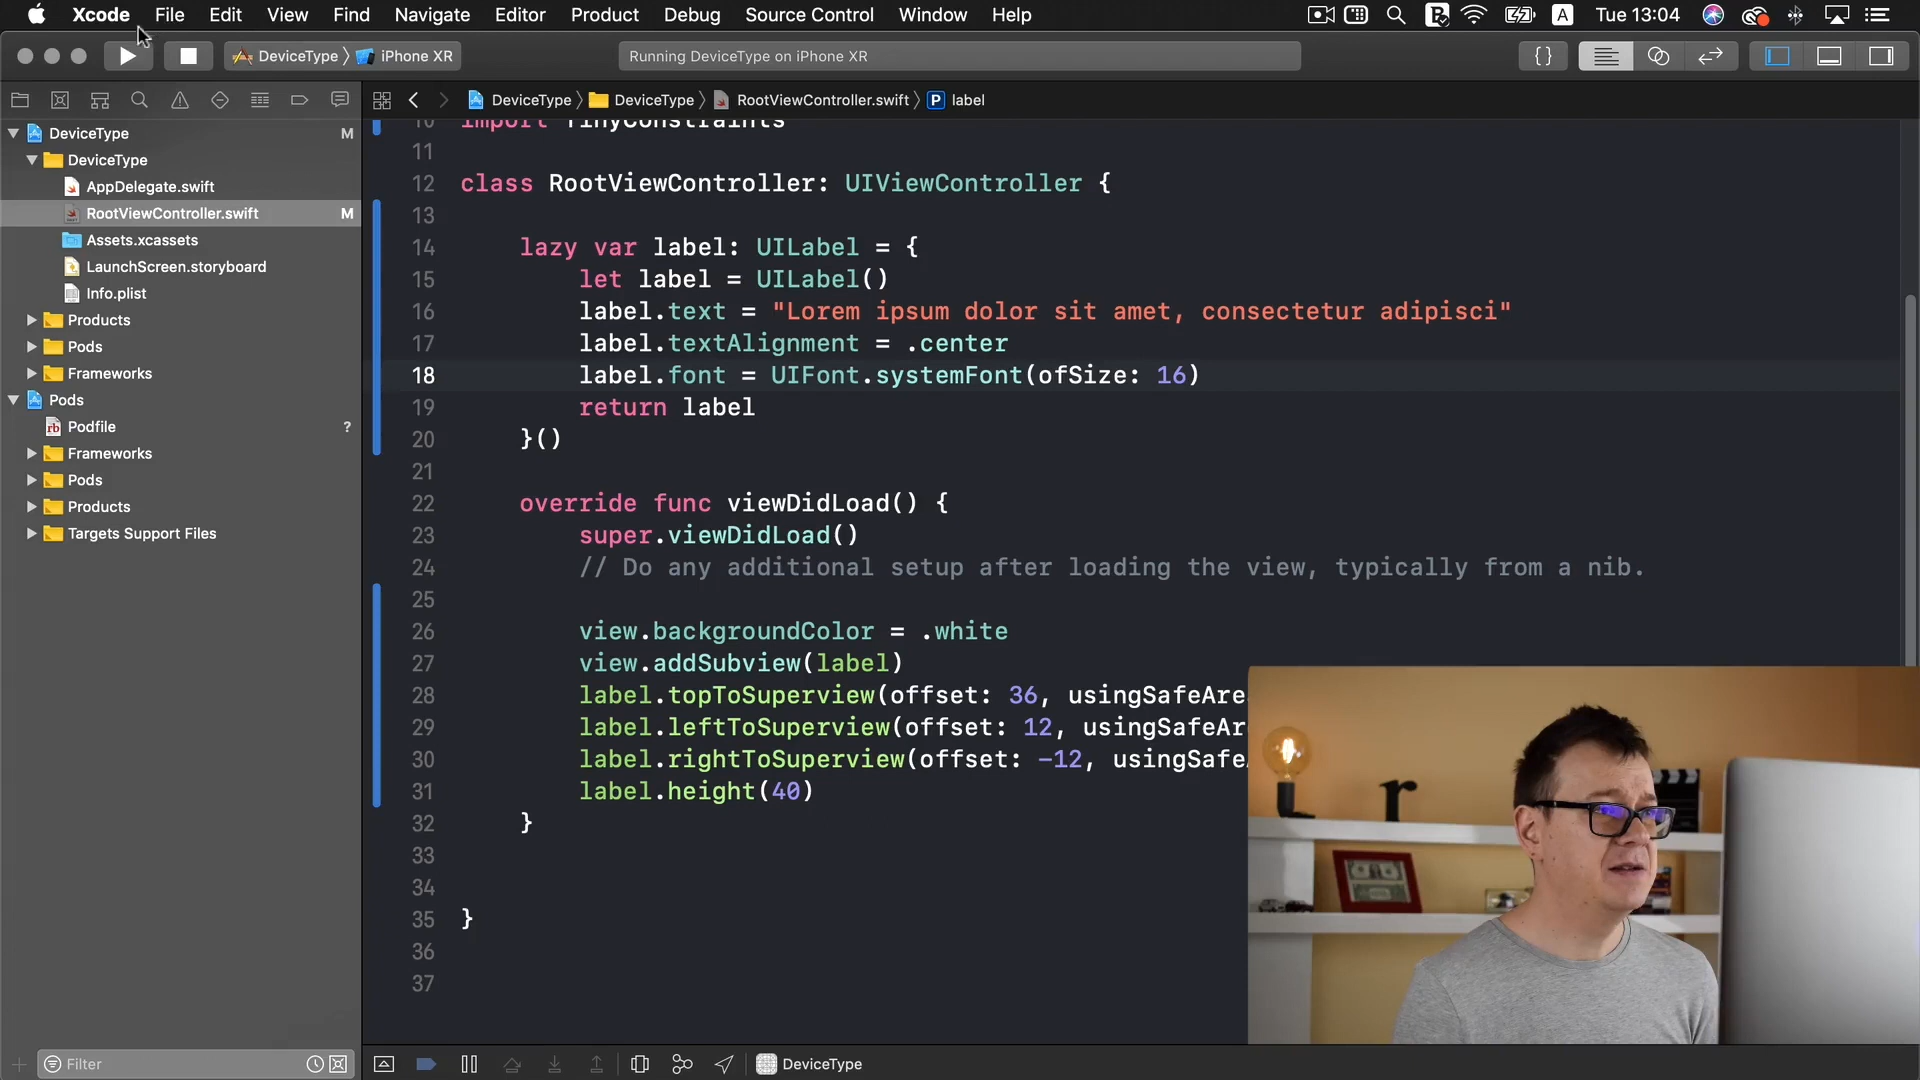 Xcode File Edit View Find Navigate Editor Product Debug Source Control Window Help A Tue 13:04
DeviceType iPhone XR Running DeviceType on iPhone XR {}
DeviceType DeviceType RootViewController.swift P label
DeviceType M
DeviceType
AppDelegate.swift
RootViewController.swift M
Assets.xcassets
LaunchScreen.storyboard
Info.plist
Products
Pods
Frameworks
Pods
rb Podfile ?
Frameworks
Pods
Products
Targets Support Files
Filter
10 import TinyConstraints
11
12 class RootViewController: UIViewController {
13
14 lazy var label: UILabel = {
15 let label = UILabel()
16 label.text = "Lorem ipsum dolor sit amet, consectetur adipisci"
17 label.textAlignment = .center
18 label.font = UIFont.systemFont(ofSize: 16)
19 return label
20 }()
21
22 override func viewDidLoad() {
23 super.viewDidLoad()
24 // Do any additional setup after loading the view, typically from a nib.
25
26 view.backgroundColor = .white
27 view.addSubview(label)
28 label.topToSuperview(offset: 36, usingSafeAre
29 label.leftToSuperview(offset: 12, usingSafeAr
30 label.rightToSuperview(offset: -12, usingSafe
31 label.height(40)
32 }
33
34
35 }
36
37
DeviceType